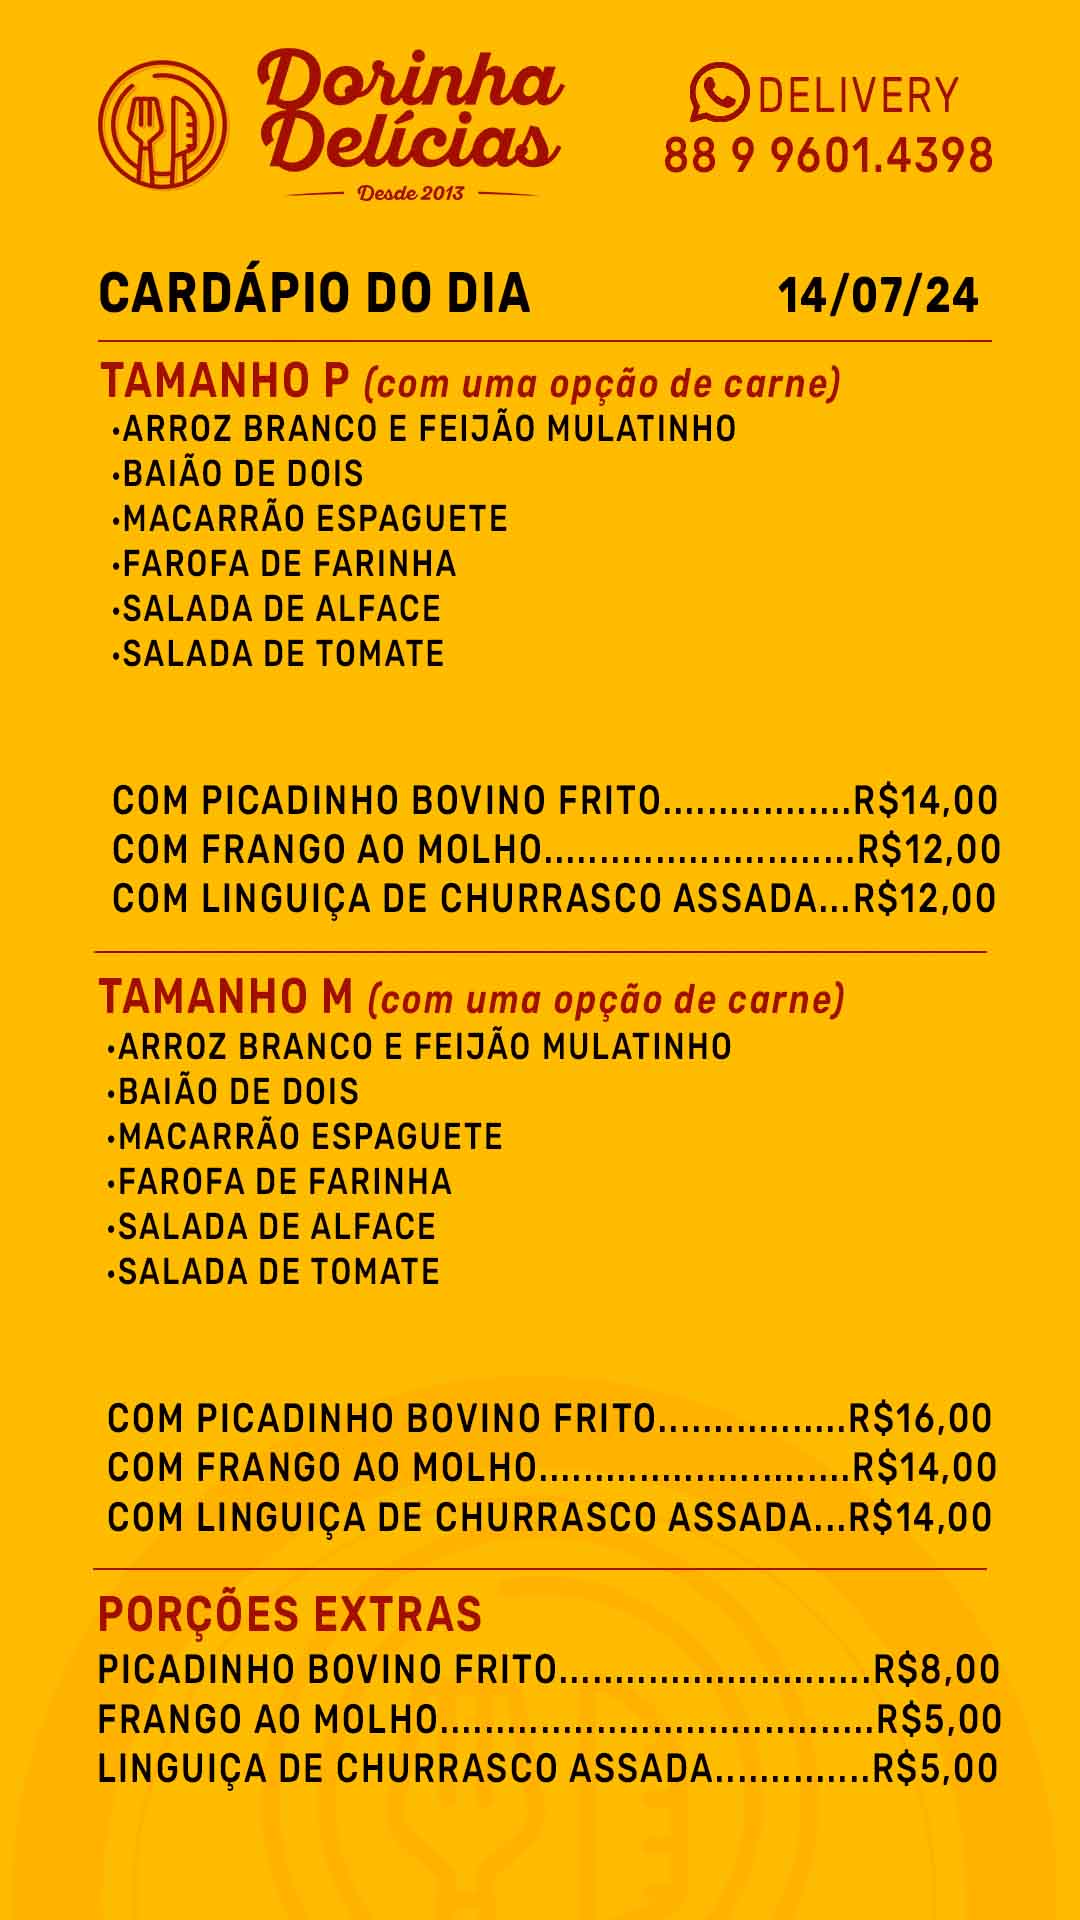 Dorinha
Delícias
Desde 2013
DELIVERY
88 9 9601.4398
CARDÁPIO DO DIA 14/07/24
TAMANHO P (com uma opção de carne)
•ARROZ BRANCO E FEIJÃO MULATINHO
•BAIÃO DE DOIS
•MACARRÃO ESPAGUETE
•FAROFA DE FARINHA
•SALADA DE ALFACE
•SALADA DE TOMATE
COM PICADINHO BOVINO FRITO.................R$14,00
COM FRANGO AO MOLHO............................R$12,00
COM LINGUIÇA DE CHURRASCO ASSADA...R$12,00
TAMANHO M (com uma opção de carne)
•ARROZ BRANCO E FEIJÃO MULATINHO
•BAIÃO DE DOIS
•MACARRÃO ESPAGUETE
•FAROFA DE FARINHA
•SALADA DE ALFACE
•SALADA DE TOMATE
COM PICADINHO BOVINO FRITO.................R$16,00
COM FRANGO AO MOLHO............................R$14,00
COM LINGUIÇA DE CHURRASCO ASSADA...R$14,00
PORÇÕES EXTRAS
PICADINHO BOVINO FRITO............................R$8,00
FRANGO AO MOLHO.......................................R$5,00
LINGUIÇA DE CHURRASCO ASSADA..............R$5,00